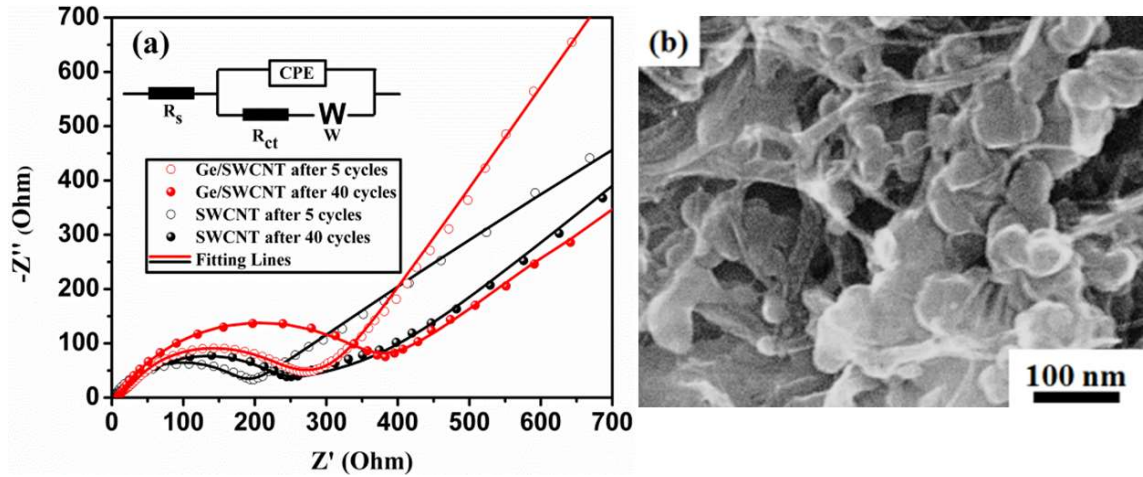 (a)
CPE
Rs
Rct
W
W
Ge/SWCNT after 5 cycles
Ge/SWCNT after 40 cycles
SWCNT after 5 cycles
SWCNT after 40 cycles
Fitting Lines
700
600
500
400
300
200
100
0
-Z'' (Ohm)
0 100 200 300 400 500 600 700
Z' (Ohm)
(b)
100 nm